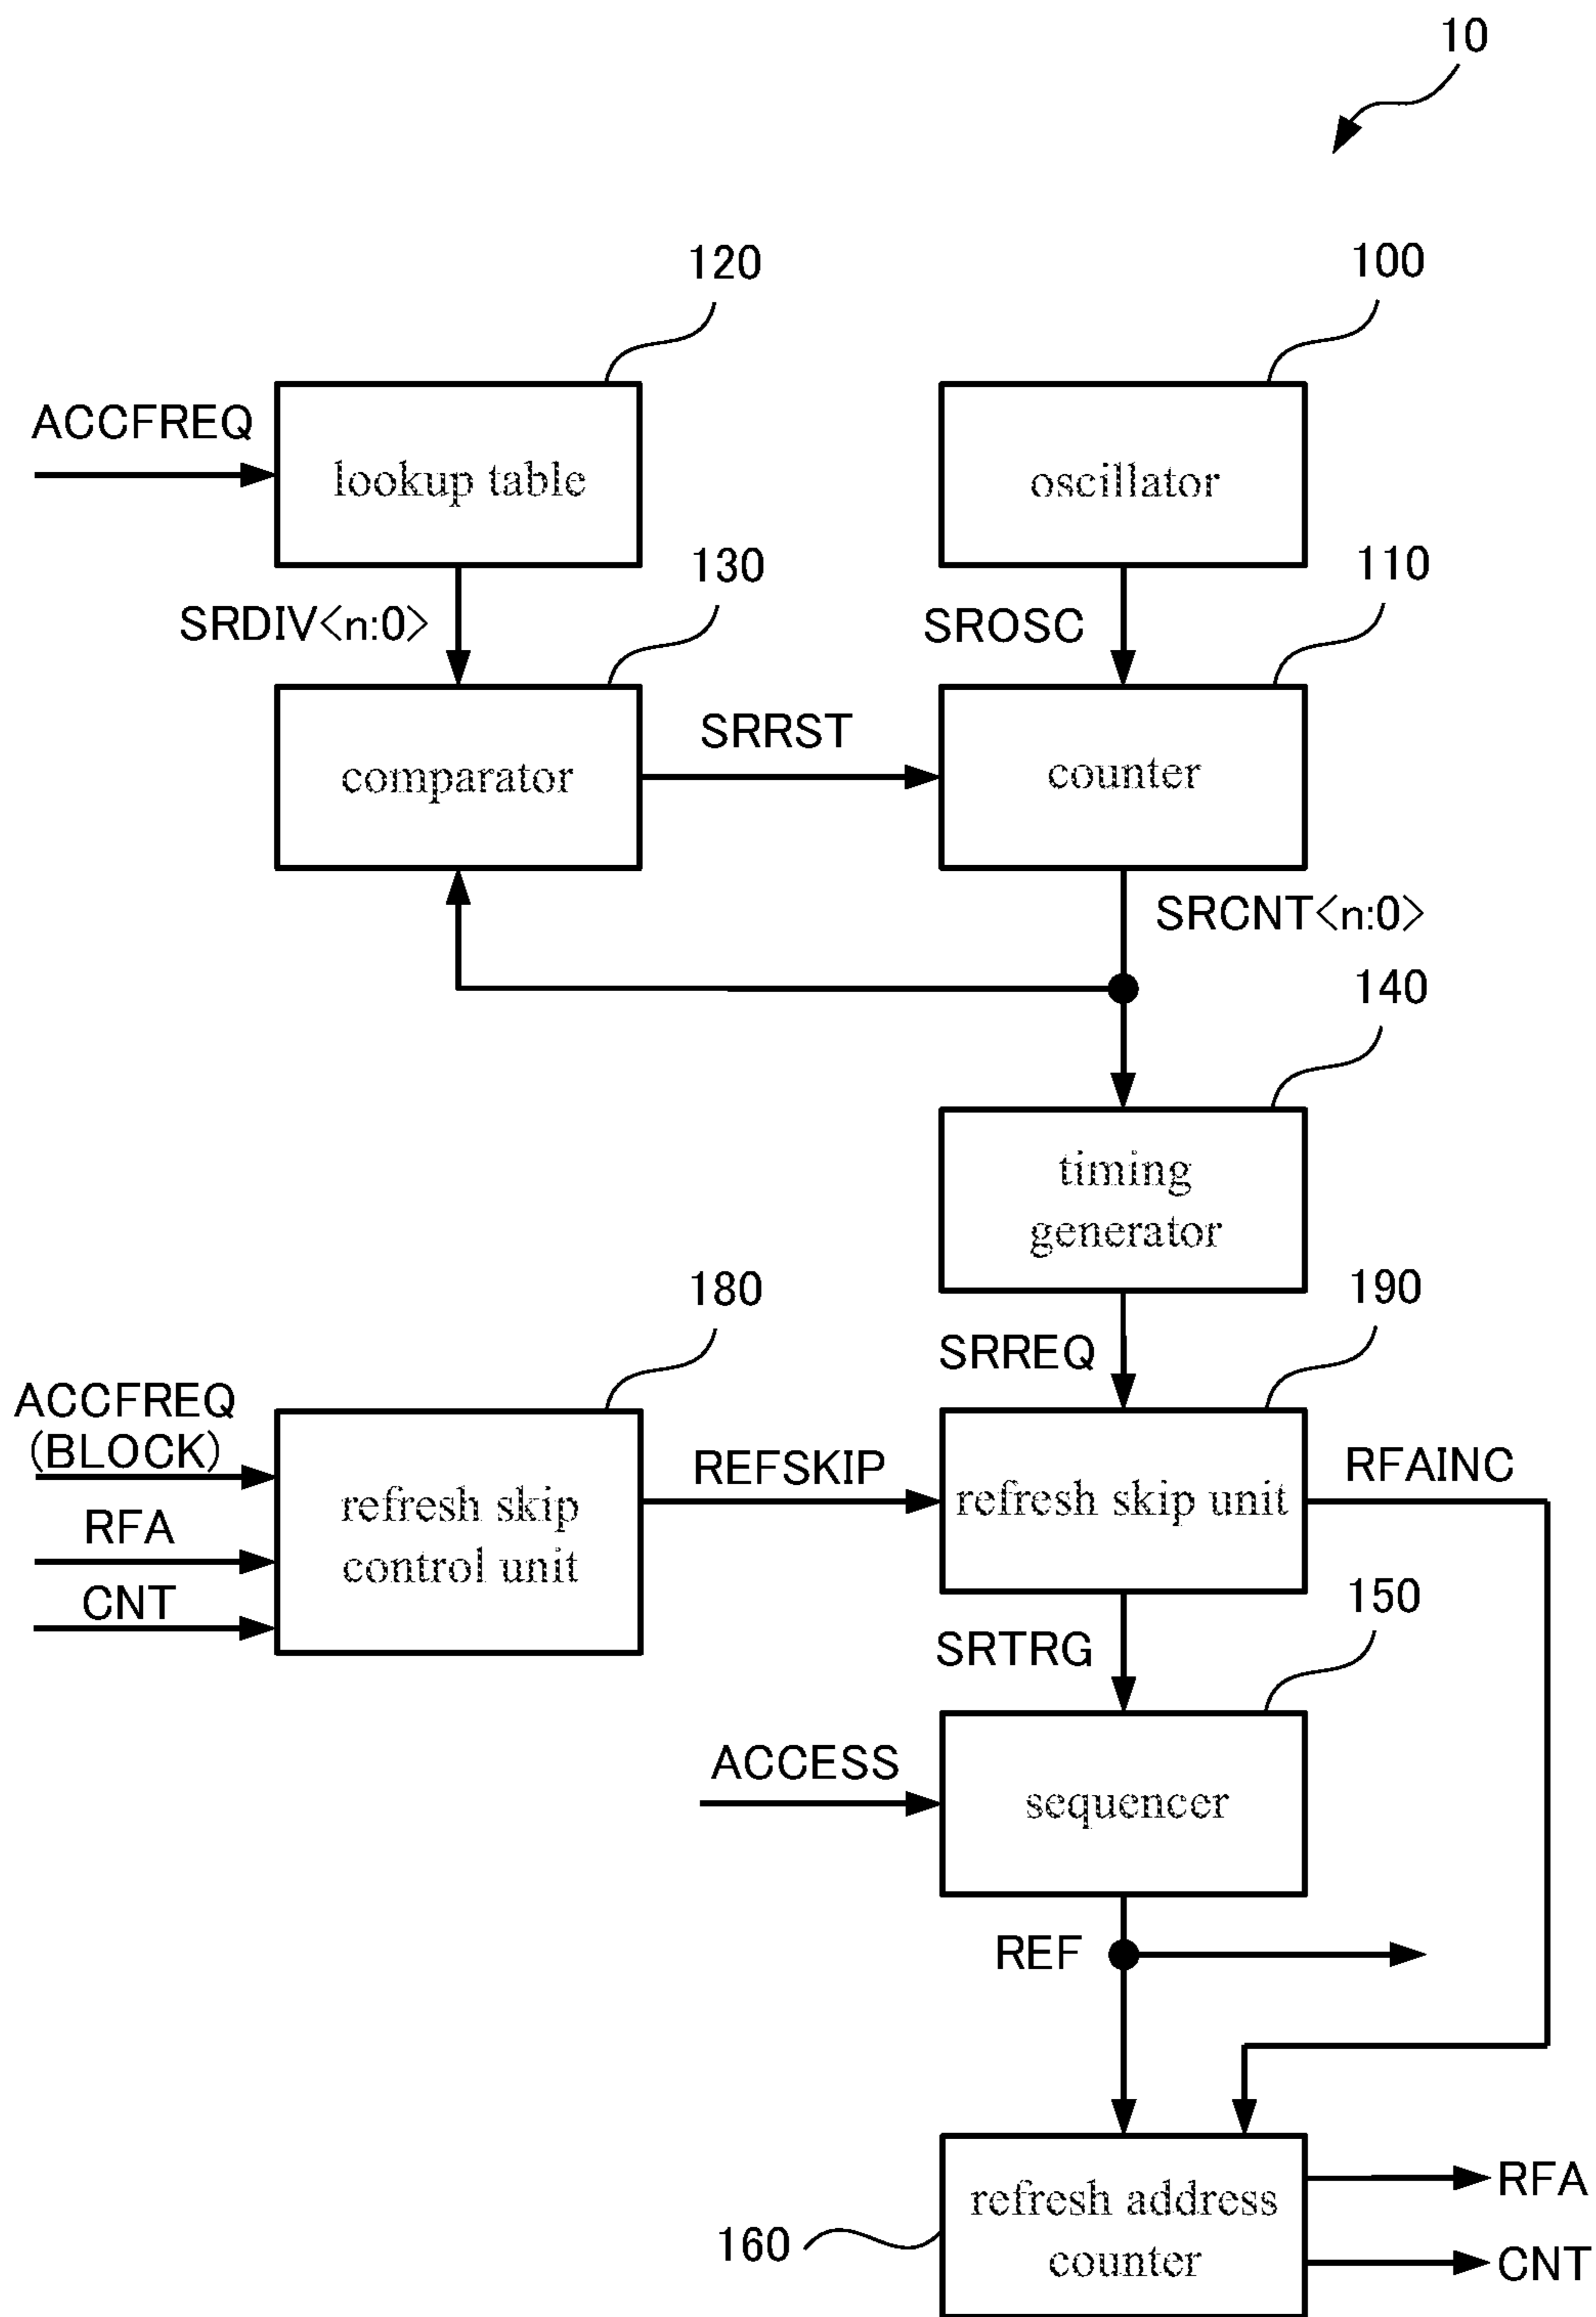 10
120
100
ACCFREQ
lookup table
oscillator
130
110
SRDIV<n:0>
SROSC
SRRST
comparator
counter
SRCNT<n:0>
140
timing
generator
180
190
SRREQ
ACCFREQ
(BLOCK)
REFSKIP
RFAINC
refresh skip
control unit
refresh skip unit
RFA
CNT
150
SRTRG
ACCESS
sequencer
REF
refresh address
counter
RFA
160
CNT